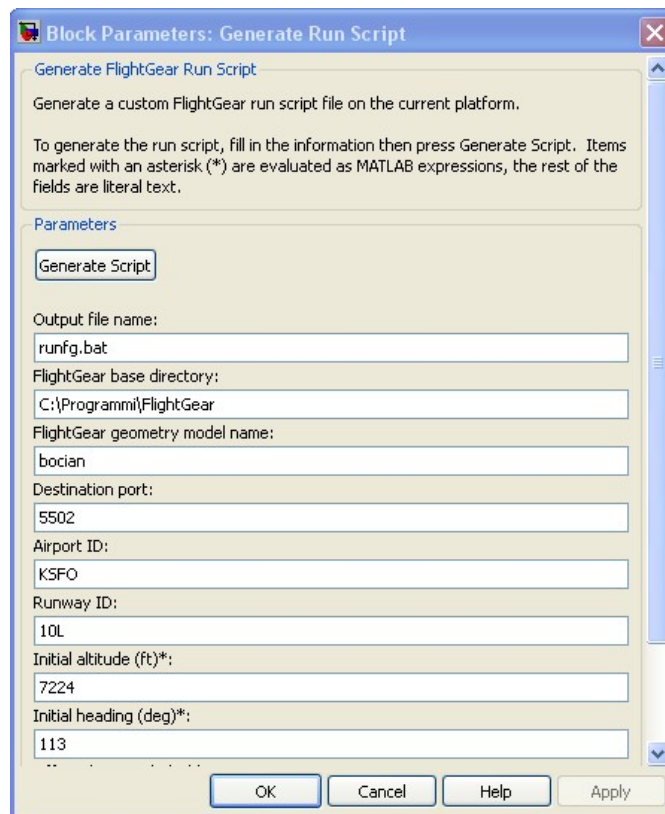 Block Parameters: Generate Run Script
Generate FlightGear Run Script
Generate a custom FlightGear run script file on the current platform.
To generate the run script, fill in the information then press Generate Script. Items
marked with an asterisk (*) are evaluated as MATLAB expressions, the rest of the
fields are literal text.
Parameters
Generate Script
Output file name:
runfg.bat
FlightGear base directory:
C:\Programmi\FlightGear
FlightGear geometry model name:
bocian
Destination port:
5502
Airport ID:
KSFO
Runway ID:
10L
Initial altitude (ft)*:
7224
Initial heading (deg)*:
113
OK
Cancel
Help
Apply